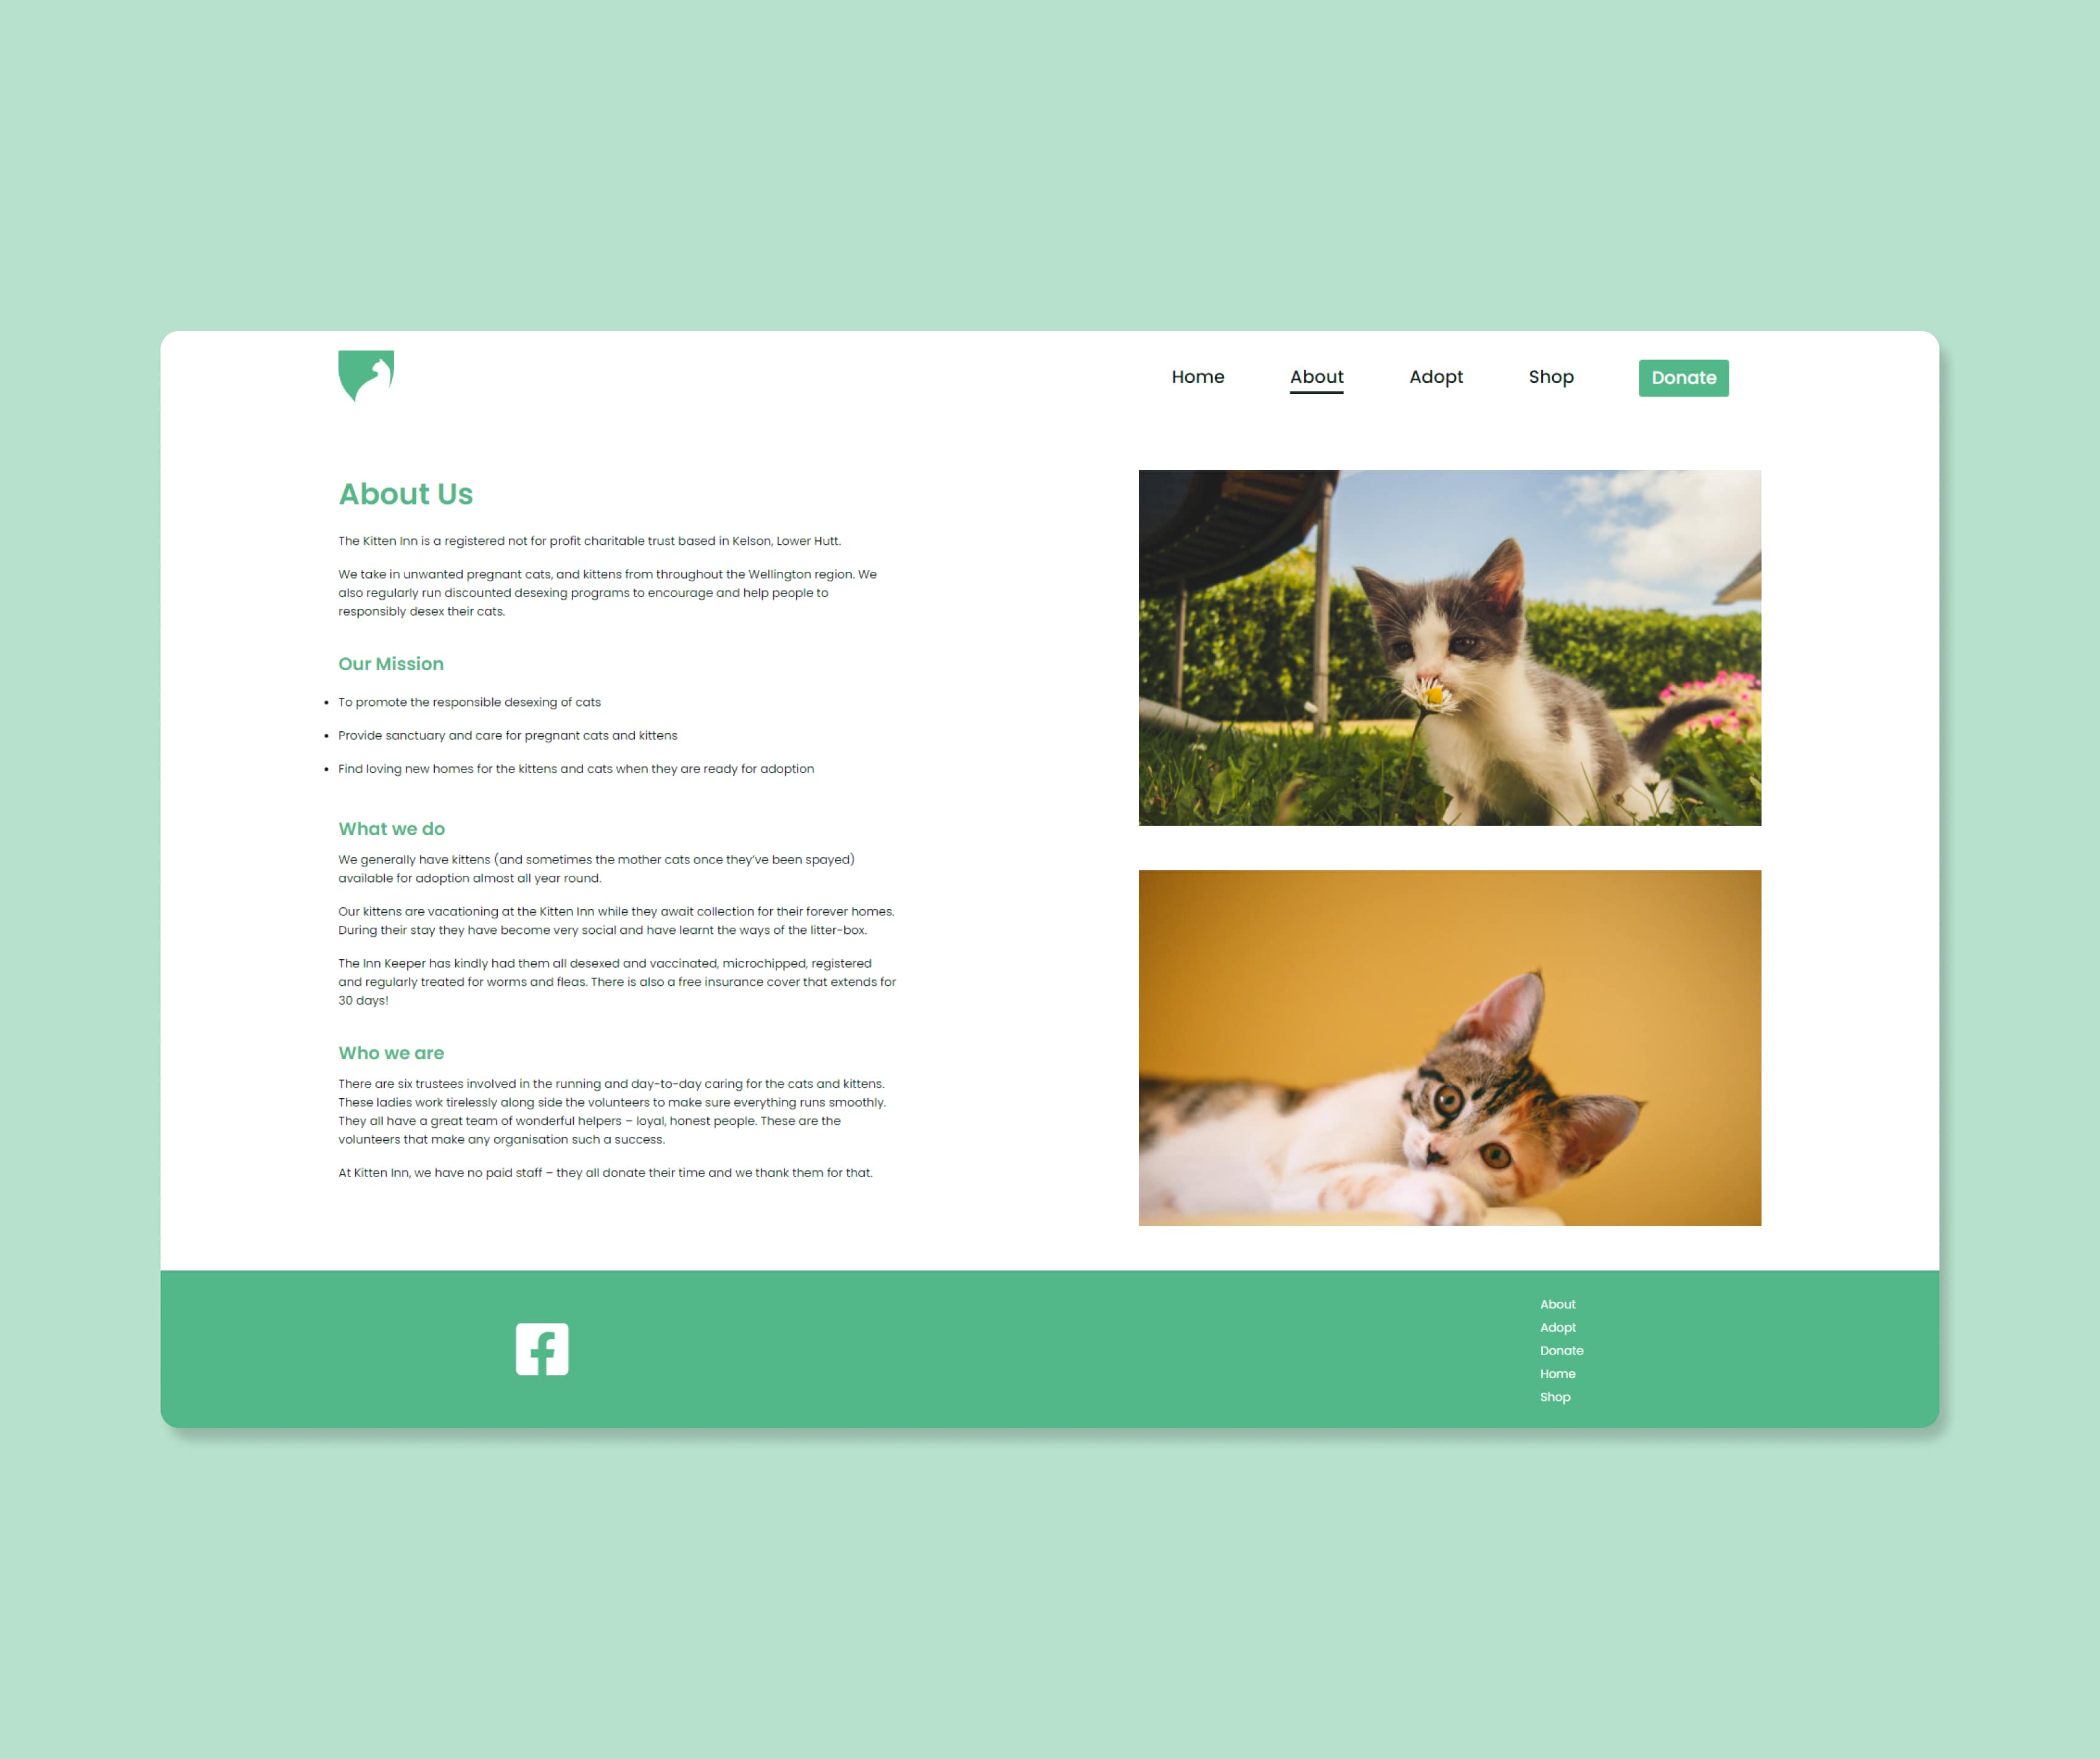 Home
About
Adopt
Shop
Donate
About Us
The Kitten Inn is a registered not for profit charitable trust based in Kelson, Lower Hutt.
We take in unwanted pregnant cats, and kittens from throughout the Wellington region. We
also regularly run discounted desexing programs to encourage and help people to
responsibly desex their cats.
Our Mission
• To promote the responsible desexing of cats
• Provide sanctuary and care for pregnant cats and kittens
• Find loving new homes for the kittens and cats when they are ready for adoption
What we do
We generally have kittens (and sometimes the mother cats once they’ve been spayed)
available for adoption almost all year round.
Our kittens are vacationing at the Kitten Inn while they await collection for their forever homes.
During their stay they have become very social and have learnt the ways of the litter-box.
The Inn Keeper has kindly had them all desexed and vaccinated, microchipped, registered
and regularly treated for worms and fleas. There is also a free insurance cover that extends for
30 days!
Who we are
There are six trustees involved in the running and day-to-day caring for the cats and kittens.
These ladies work tirelessly along side the volunteers to make sure everything runs smoothly.
They all have a great team of wonderful helpers – loyal, honest people. These are the
volunteers that make any organisation such a success.
At Kitten Inn, we have no paid staff – they all donate their time and we thank them for that.
About
Adopt
Donate
Home
Shop